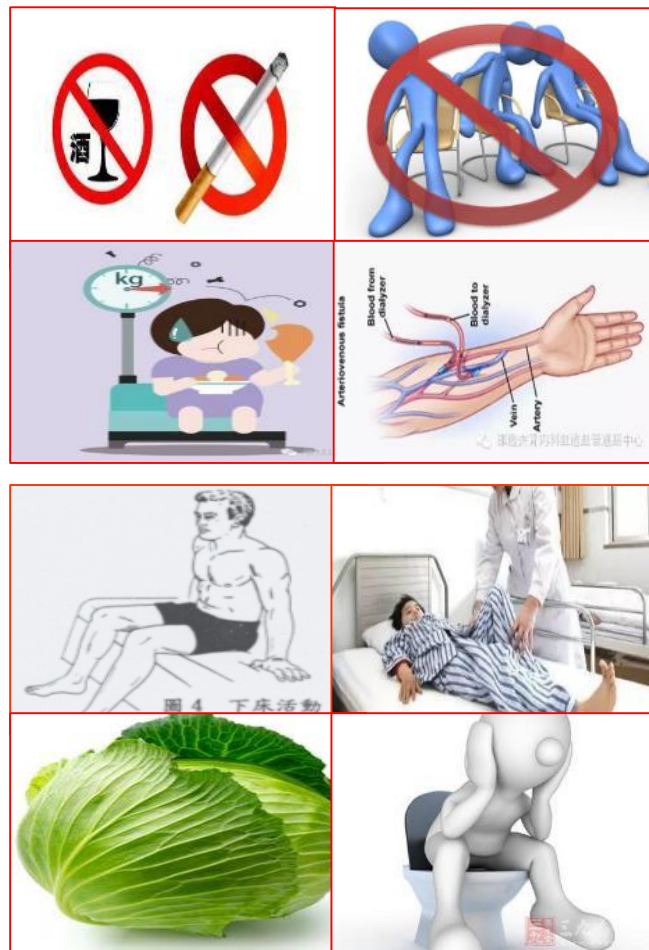 酒
kg
Arteriovenous fistula
Blood from
dialyzer
Blood to
dialyzer
Vein
Artery
圖 4 下床活動